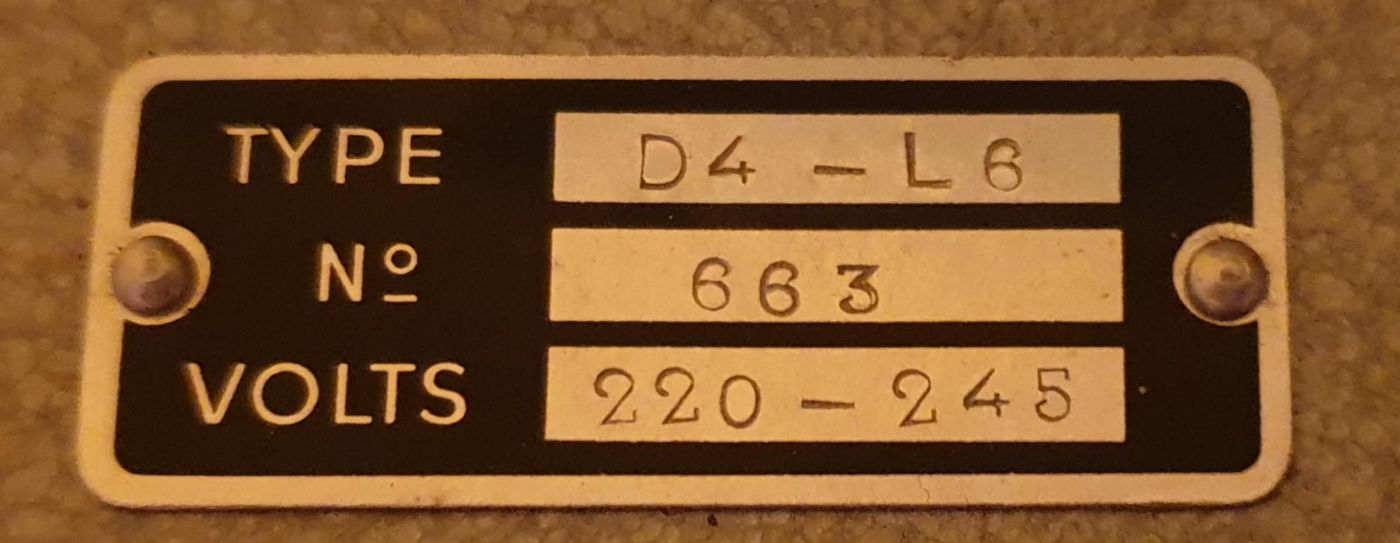 TYPE D4 - L6
Nº 663
VOLTS 220 - 245